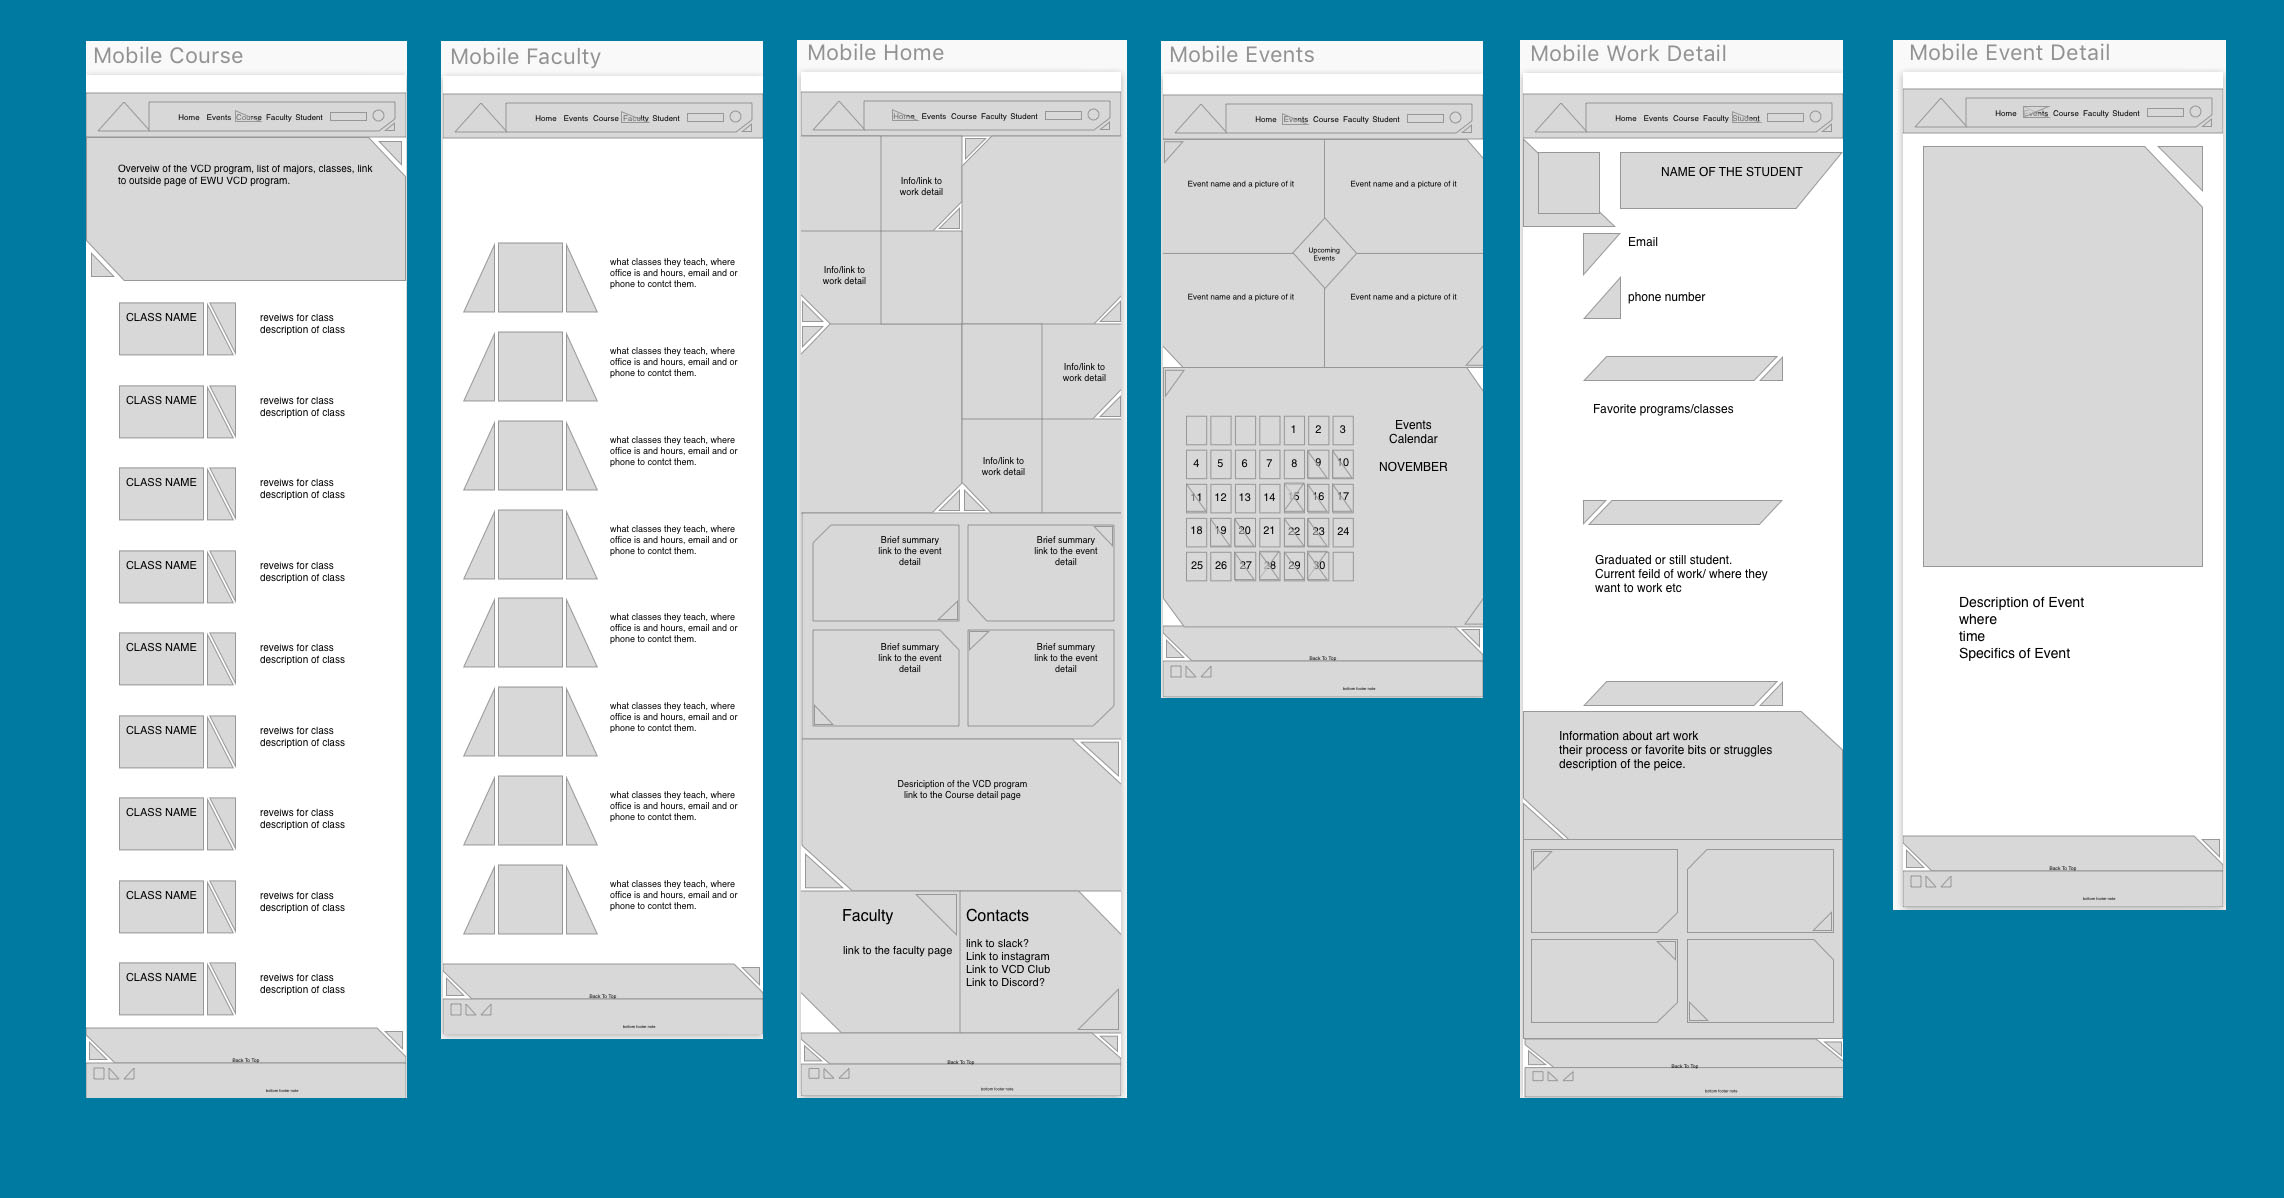 Mobile Course
Home Events Course Faculty Student
Overveiw of the VCD program, list of majors, classes, link
to outside page of EWU VCD program.
CLASS NAME
reveiws for class
description of class
CLASS NAME
reveiws for class
description of class
CLASS NAME
reveiws for class
description of class
CLASS NAME
reveiws for class
description of class
CLASS NAME
reveiws for class
description of class
CLASS NAME
reveiws for class
description of class
CLASS NAME
reveiws for class
description of class
CLASS NAME
reveiws for class
description of class
CLASS NAME
reveiws for class
description of class
Back To Top
bottom footer note
Mobile Faculty
Home Events Course Faculty Student
what classes they teach, where
office is and hours, email and or
phone to contct them.
what classes they teach, where
office is and hours, email and or
phone to contct them.
what classes they teach, where
office is and hours, email and or
phone to contct them.
what classes they teach, where
office is and hours, email and or
phone to contct them.
what classes they teach, where
office is and hours, email and or
phone to contct them.
what classes they teach, where
office is and hours, email and or
phone to contct them.
what classes they teach, where
office is and hours, email and or
phone to contct them.
what classes they teach, where
office is and hours, email and or
phone to contct them.
Back To Top
bottom footer note
Mobile Home
Home Events Course Faculty Student
Info/link to
work detail
Info/link to
work detail
Info/link to
work detail
Info/link to
work detail
Brief summary
link to the event
detail
Brief summary
link to the event
detail
Brief summary
link to the event
detail
Brief summary
link to the event
detail
Desriciption of the VCD program
link to the Course detail page
Faculty
link to the faculty page
Contacts
link to slack?
Link to instagram
Link to VCD Club
Link to Discord?
Back To Top
bottom footer note
Mobile Events
Home Events Course Faculty Student
Event name and a picture of it
Event name and a picture of it
Upcoming
Events
Event name and a picture of it
Event name and a picture of it
Events
Calendar
NOVEMBER
1 2 3
4 5 6 7 8 9 10
11 12 13 14 15 16 17
18 19 20 21 22 23 24
25 26 27 28 29 30
Back To Top
bottom footer note
Mobile Work Detail
Home Events Course Faculty Student
NAME OF THE STUDENT
Email
phone number
Favorite programs/classes
Graduated or still student.
Current feild of work/ where they
want to work etc
Information about art work
their process or favorite bits or struggles
description of the peice.
Back To Top
bottom footer note
Mobile Event Detail
Home Events Course Faculty Student
Description of Event
where
time
Specifics of Event
Back To Top
bottom footer note